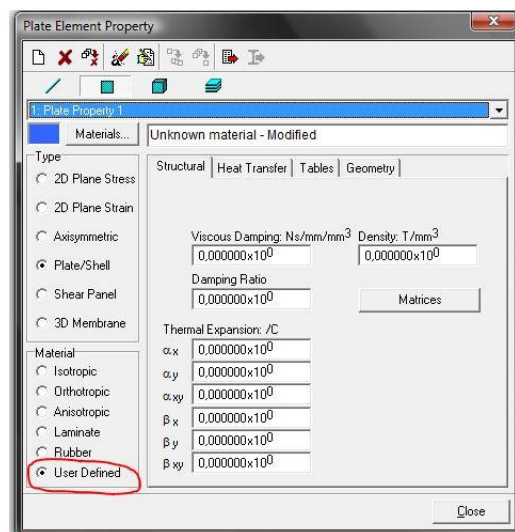 Plate Element Property
1: Plate Property 1
Materials...
Unknown material - Modified
Type
2D Plane Stress
2D Plane Strain
Axisymmetric
Plate/Shell
Shear Panel
3D Membrane
Material
Isotropic
Orthotropic
Anisotropic
Laminate
Rubber
User Defined
Structural Heat Transfer Tables Geometry
Viscous Damping: Ns/mm/mm³ Density: T/mm³
0,000000x10⁰ 0,000000x10⁰
Damping Ratio
0,000000x10⁰ Matrices
Thermal Expansion: /C
αx 0,000000x10⁰
αy 0,000000x10⁰
αxy 0,000000x10⁰
βx 0,000000x10⁰
βy 0,000000x10⁰
βxy 0,000000x10⁰
Close